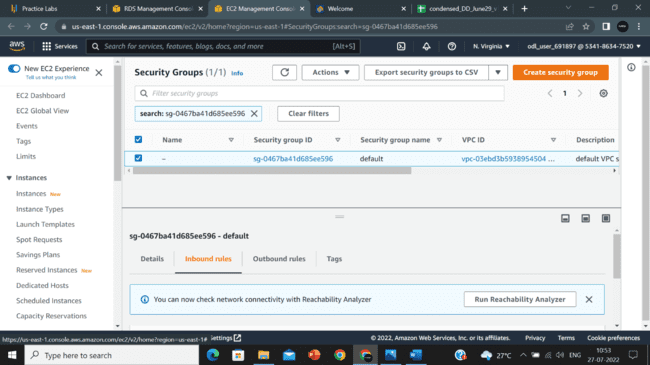 Practice Labs
RDS Management Consol
EC2 Management Consol
Welcome
condensed_DD_June29_v
us-east-1.console.aws.amazon.com/ec2/v2/home?region=us-east-1#SecurityGroups:search=sg-0467ba41d685ee596
aws
Services
Search for services, features, blogs, docs, and more
[Alt+S]
N. Virginia
odl_user_691897 @ 5341-8634-7520
New EC2 Experience
Tell us what you think
EC2 Dashboard
EC2 Global View
Events
Tags
Limits
Instances
Instances New
Instance Types
Launch Templates
Spot Requests
Savings Plans
Reserved Instances New
Dedicated Hosts
Scheduled Instances
Capacity Reservations
Security Groups (1/1) Info
Actions
Export security groups to CSV
Create security group
Filter security groups
1
search: sg-0467ba41d685ee596
Clear filters
Name
Security group ID
Security group name
VPC ID
Description
–
sg-0467ba41d685ee596
default
vpc-03ebd3b5938954504 ...
default VPC s
sg-0467ba41d685ee596 - default
Details
Inbound rules
Outbound rules
Tags
You can now check network connectivity with Reachability Analyzer
Run Reachability Analyzer
https://us-east-1.console.aws.amazon.com/ec2/v2/home?region=us-east-1#
settings
© 2022, Amazon Web Services, Inc. or its affiliates.
Privacy
Terms
Cookie preferences
Type here to search
27°C
ENG
10:53
27-07-2022